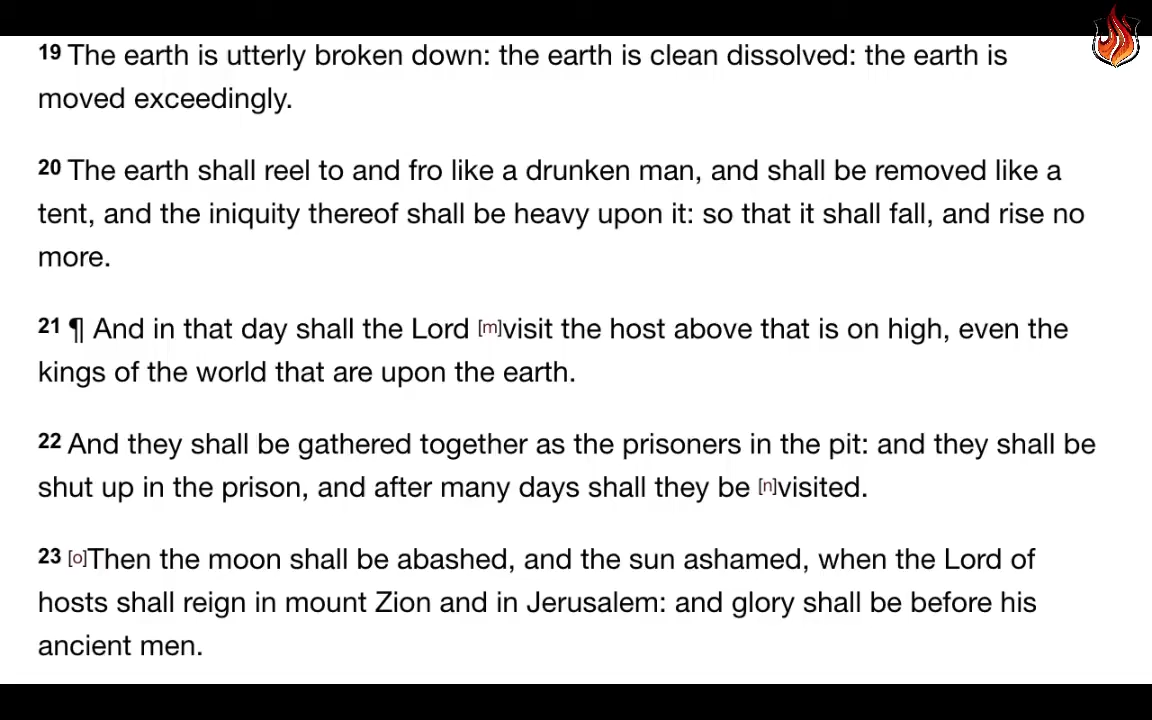 19 The earth is utterly broken down: the earth is clean dissolved: the earth is
moved exceedingly.
20 The earth shall reel to and fro like a drunken man, and shall be removed like a
tent, and the iniquity thereof shall be heavy upon it: so that it shall fall, and rise no
more.
21 ¶ And in that day shall the Lord [m]visit the host above that is on high, even the
kings of the world that are upon the earth.
22 And they shall be gathered together as the prisoners in the pit: and they shall be
shut up in the prison, and after many days shall they be [n]visited.
23 [o]Then the moon shall be abashed, and the sun ashamed, when the Lord of
hosts shall reign in mount Zion and in Jerusalem: and glory shall be before his
ancient men.